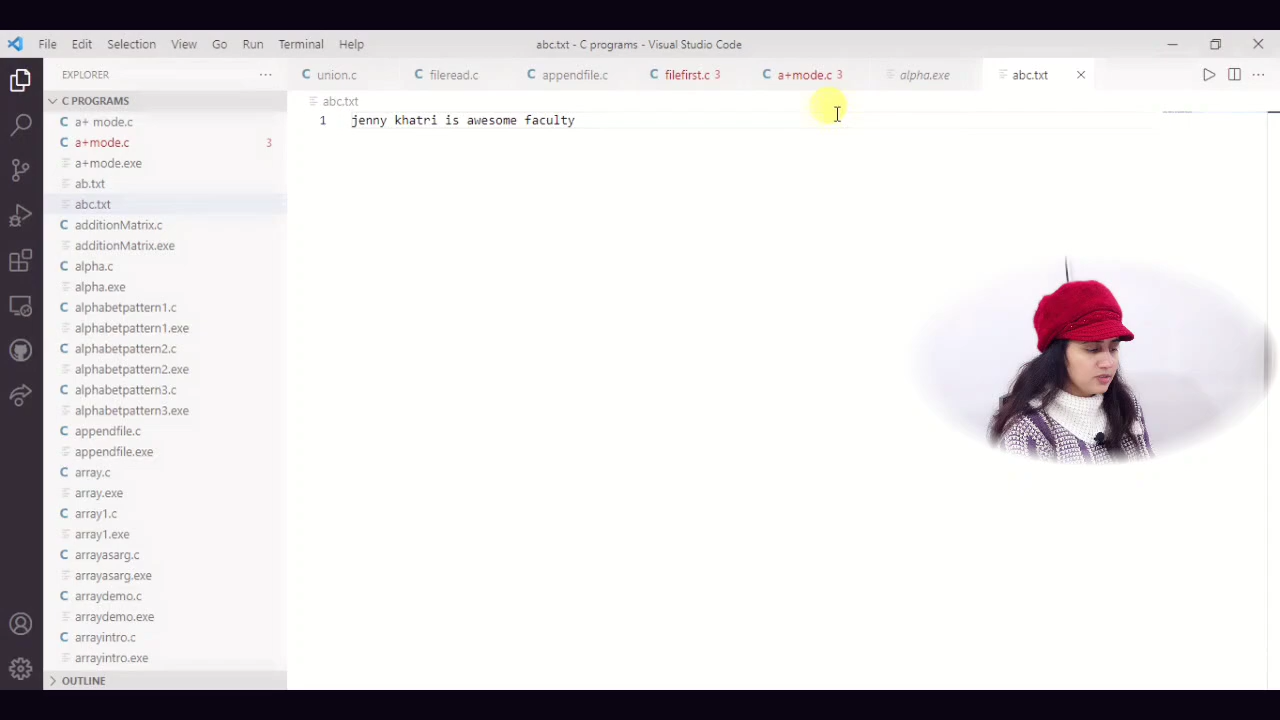 File Edit Selection View Go Run Terminal Help
abc.txt - C programs - Visual Studio Code
EXPLORER
union.c
fileread.c
appendfile.c
filefirst.c 3
a+mode.c 3
alpha.exe
abc.txt
C PROGRAMS
abc.txt
1 jenny khatri is awesome faculty
a+ mode.c
a+mode.c 3
a+mode.exe
ab.txt
abc.txt
additionMatrix.c
additionMatrix.exe
alpha.c
alpha.exe
alphabetpattern1.c
alphabetpattern1.exe
alphabetpattern2.c
alphabetpattern2.exe
alphabetpattern3.c
alphabetpattern3.exe
appendfile.c
appendfile.exe
array.c
array.exe
array1.c
array1.exe
arrayasarg.c
arrayasarg.exe
arraydemo.c
arraydemo.exe
arrayintro.c
arrayintro.exe
OUTLINE